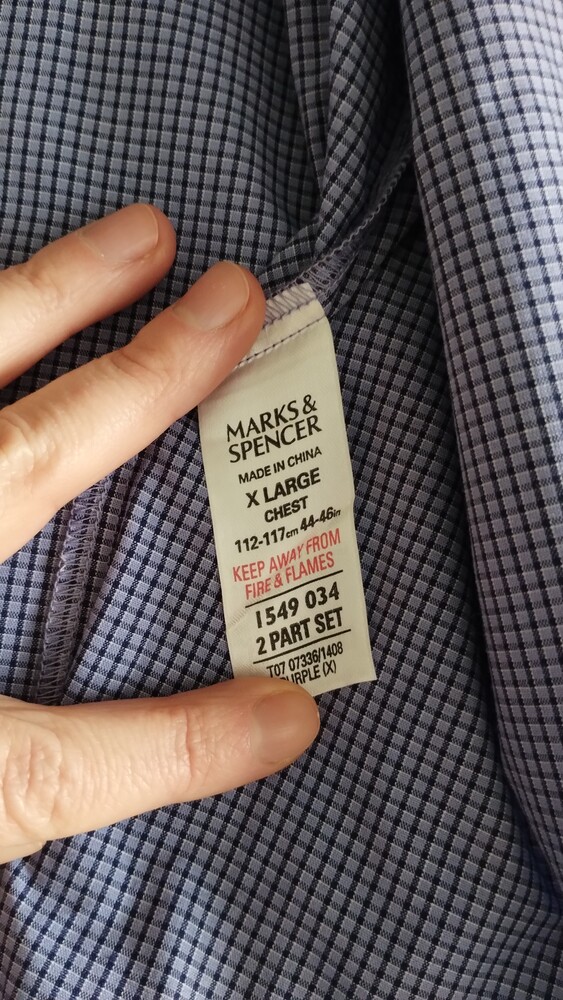 MARKS &
SPENCER
MADE IN CHINA
X LARGE
CHEST
112-117cm 44-46in
KEEP AWAY FROM
FIRE & FLAMES
1549 034
2 PART SET
T07 07336/1408
(X)